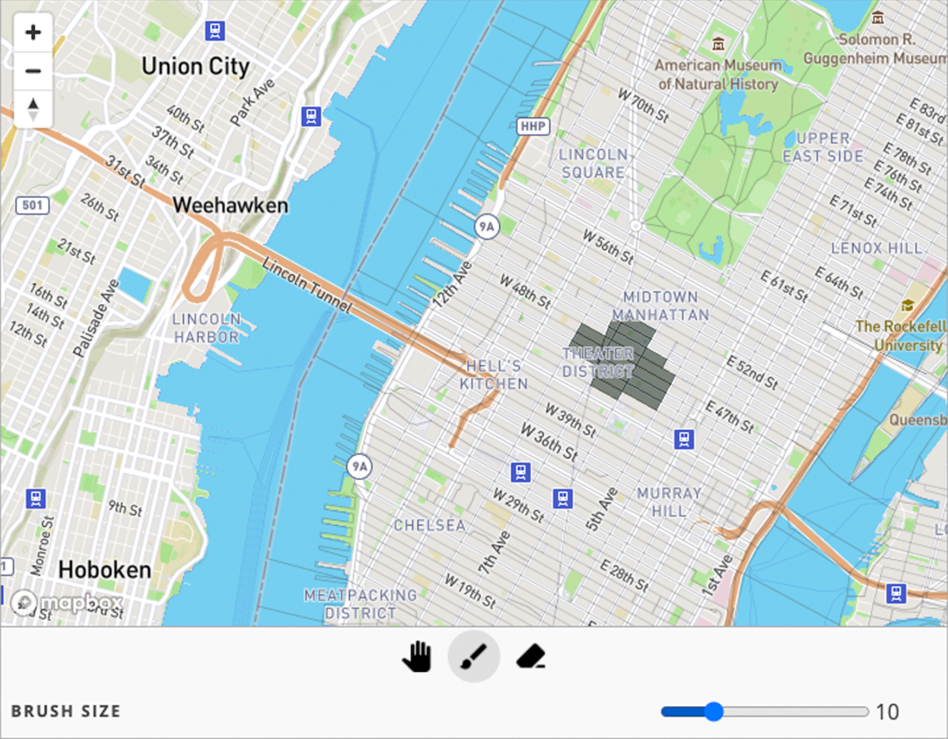 +
Union City
American Museum
of Natural History
Solomon R.
Guggenheim Museum
Park Ave
40th St
37th St
34th St
31st St
26th St
21st St
16th St
14th St
12th St
Palisade Ave
501
Weehawken
LINCOLN
HARBOR
Lincoln Tunnel
HHP
9A
W 70th St
LINCOLN
SQUARE
UPPER
EAST SIDE
E 83rd
E 81st St
E 78th St
E 76th St
E 74th St
E 71st St
LENOX HILL
E 64th St
E 61st St
W 56th St
12th Ave
W 48th St
MIDTOWN
MANHATTAN
The Rockefell
University
THEATER
DISTRICT
HELL'S
KITCHEN
E 52nd St
E 47th St
Queensb
W 39th St
W 36th St
9A
W 29th St
5th Ave
MURRAY
HILL
CHELSEA
7th Ave
E 28th St
1st Ave
W 19th St
MEATPACKING
DISTRICT
9th St
Monroe St
Hoboken
mapbox
3rd St
BRUSH SIZE
10